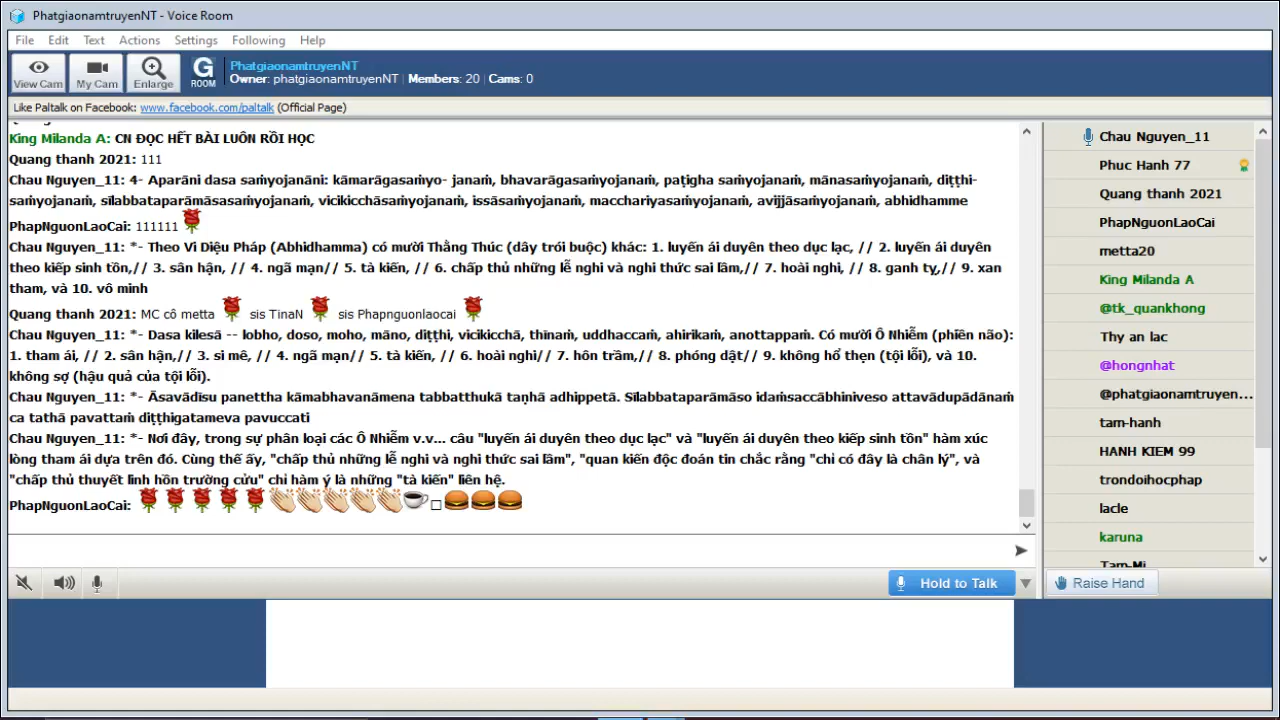 PhatgiaonamtruyenNT - Voice Room
File Edit Text Actions Settings Following Help
View Cam My Cam Enlarge G ROOM
PhatgiaonamtruyenNT
Owner: phatgiaonamtruyenNT | Members: 20 | Cams: 0
Like Paltalk on Facebook: www.facebook.com/paltalk (Official Page)
King Milanda A: CN ĐỌC HẾT BÀI LUÔN RỒI HỌC
Quang thanh 2021: 111
Chau Nguyen_11: 4- Aparāni dasa saṁyojanāni: kāmarāgasaṁyo- janaṁ, bhavarāgasaṁyojanaṁ, paṭigha saṁyojanaṁ, mānasaṁyojanaṁ, diṭṭhi-
saṁyojanaṁ, sīlabbataparāmāsasaṁyojanaṁ, vicikicchāsaṁyojanaṁ, issāsaṁyojanaṁ, macchariyasaṁyojanaṁ, avijjāsaṁyojanaṁ, abhidhamme
PhapNguonLaoCai: 111111
Chau Nguyen_11: *- Theo Vi Diệu Pháp (Abhidhamma) có mười Thằng Thúc (dây trói buộc) khác: 1. luyến ái duyên theo dục lạc, // 2. luyến ái duyên
theo kiếp sinh tồn,// 3. sân hận, // 4. ngã mạn// 5. tà kiến, // 6. chấp thủ những lễ nghi và nghi thức sai lầm,// 7. hoài nghi, // 8. ganh tỵ,// 9. xan
tham, và 10. vô minh
Quang thanh 2021: MC cô metta sis TinaN sis Phapnguonlaocai
Chau Nguyen_11: *- Dasa kilesā -- lobho, doso, moho, māno, diṭṭhi, vicikicchā, thīnaṁ, uddhaccaṁ, ahirikaṁ, anottappaṁ. Có mười Ô Nhiễm (phiền não):
1. tham ái, // 2. sân hận,// 3. si mê, // 4. ngã mạn// 5. tà kiến, // 6. hoài nghi// 7. hôn trầm,// 8. phóng dật// 9. không hổ thẹn (tội lỗi), và 10.
không sợ (hậu quả của tội lỗi).
Chau Nguyen_11: *- Āsavādīsu panettha kāmabhavanāmena tabbatthukā taṇhā adhippetā. Sīlabbataparāmāso idaṁsaccābhiniveso attavādupādānaṁ
ca tathā pavattaṁ diṭṭhigatameva pavuccati
Chau Nguyen_11: *- Nơi đây, trong sự phân loại các Ô Nhiễm v.v... câu "luyến ái duyên theo dục lạc" và "luyến ái duyên theo kiếp sinh tồn" hàm xúc
lòng tham ái dựa trên đó. Cùng thế ấy, "chấp thủ những lễ nghi và nghi thức sai lầm", "quan kiến độc đoán tin chắc rằng "chỉ có đây là chân lý", và
"chấp thủ thuyết linh hồn trường cửu" chỉ hàm ý là những "tà kiến" liên hệ.
PhapNguonLaoCai:
Hold to Talk
Chau Nguyen_11
Phuc Hanh 77
Quang thanh 2021
PhapNguonLaoCai
metta20
King Milanda A
@tk_quankhong
Thy an lac
@hongnhat
@phatgiaonamtruyen...
tam-hanh
HANH KIEM 99
trondoihocphap
lacle
karuna
Tam-Mi
Raise Hand